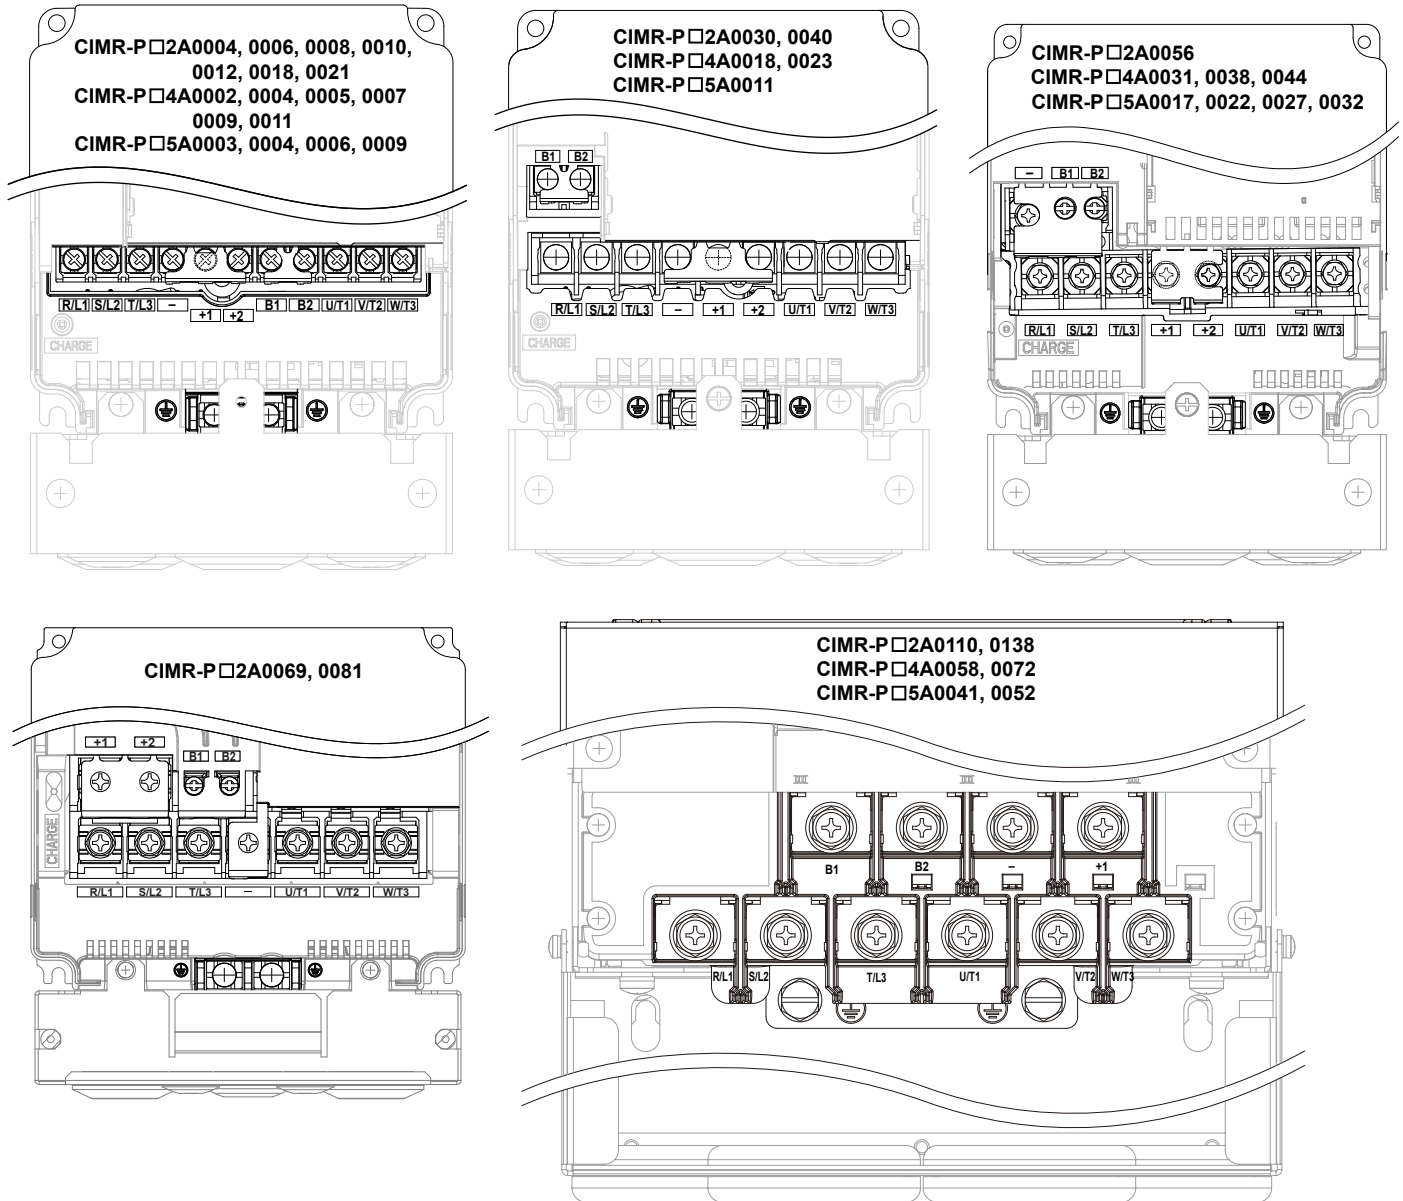 CIMR-P□2A0004, 0006, 0008, 0010,
0012, 0018, 0021
CIMR-P□4A0002, 0004, 0005, 0007
0009, 0011
CIMR-P□5A0003, 0004, 0006, 0009
R/L1 S/L2 T/L3 – +1 +2 B1 B2 U/T1 V/T2 W/T3
CHARGE
CIMR-P□2A0030, 0040
CIMR-P□4A0018, 0023
CIMR-P□5A0011
B1 B2
R/L1 S/L2 T/L3 – +1 +2 U/T1 V/T2 W/T3
CHARGE
CIMR-P□2A0056
CIMR-P□4A0031, 0038, 0044
CIMR-P□5A0017, 0022, 0027, 0032
– B1 B2
R/L1 S/L2 T/L3 +1 +2 U/T1 V/T2 W/T3
CHARGE
CIMR-P□2A0069, 0081
+1 +2 B1 B2
CHARGE
R/L1 S/L2 T/L3 – U/T1 V/T2 W/T3
CIMR-P□2A0110, 0138
CIMR-P□4A0058, 0072
CIMR-P□5A0041, 0052
B1 B2 – +1
R/L1 S/L2 T/L3 U/T1 V/T2 W/T3